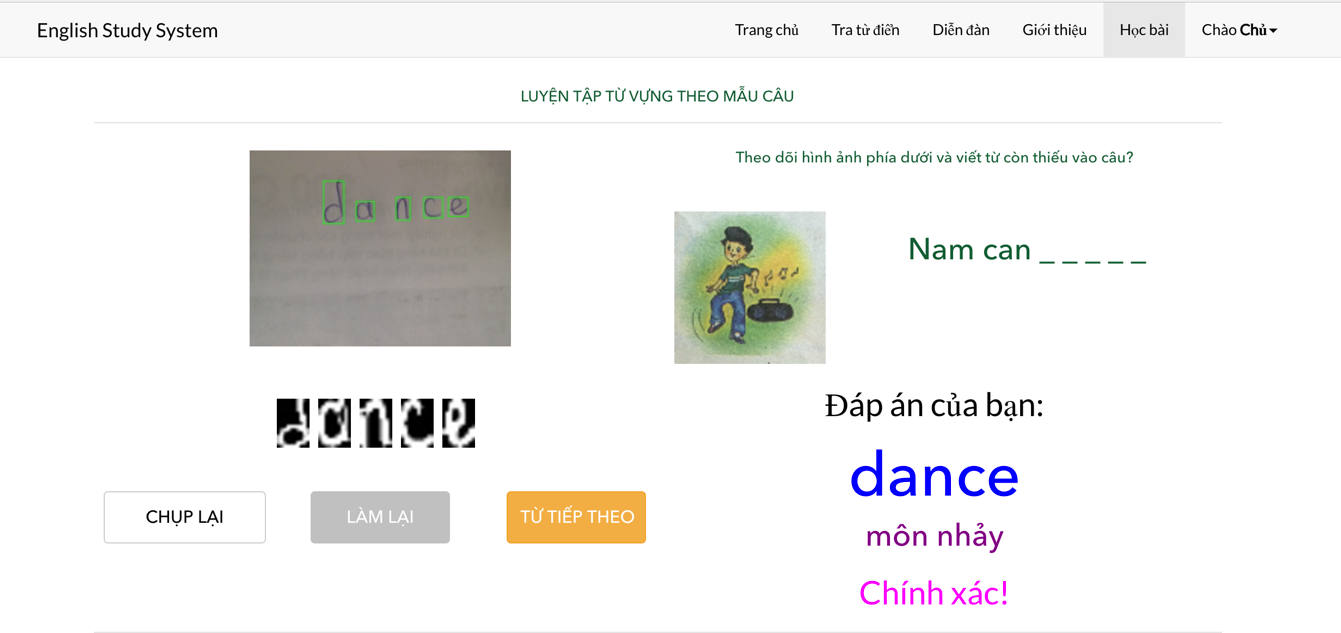 English Study System
Trang chủ Tra từ điển Diễn đàn Giới thiệu Học bài Chào Chủ
LUYỆN TẬP TỪ VỰNG THEO MẪU CÂU
dance
Theo dõi hình ảnh phía dưới và viết từ còn thiếu vào câu?
Nam can _ _ _ _ _
dance
CHỤP LẠI LÀM LẠI TỪ TIẾP THEO
Đáp án của bạn:
dance
môn nhảy
Chính xác!